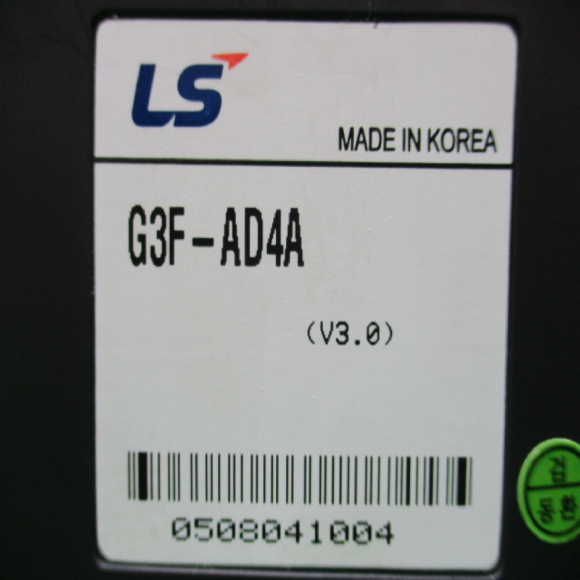 LS
MADE IN KOREA
G3F-AD4A
(V3.0)
0508041004